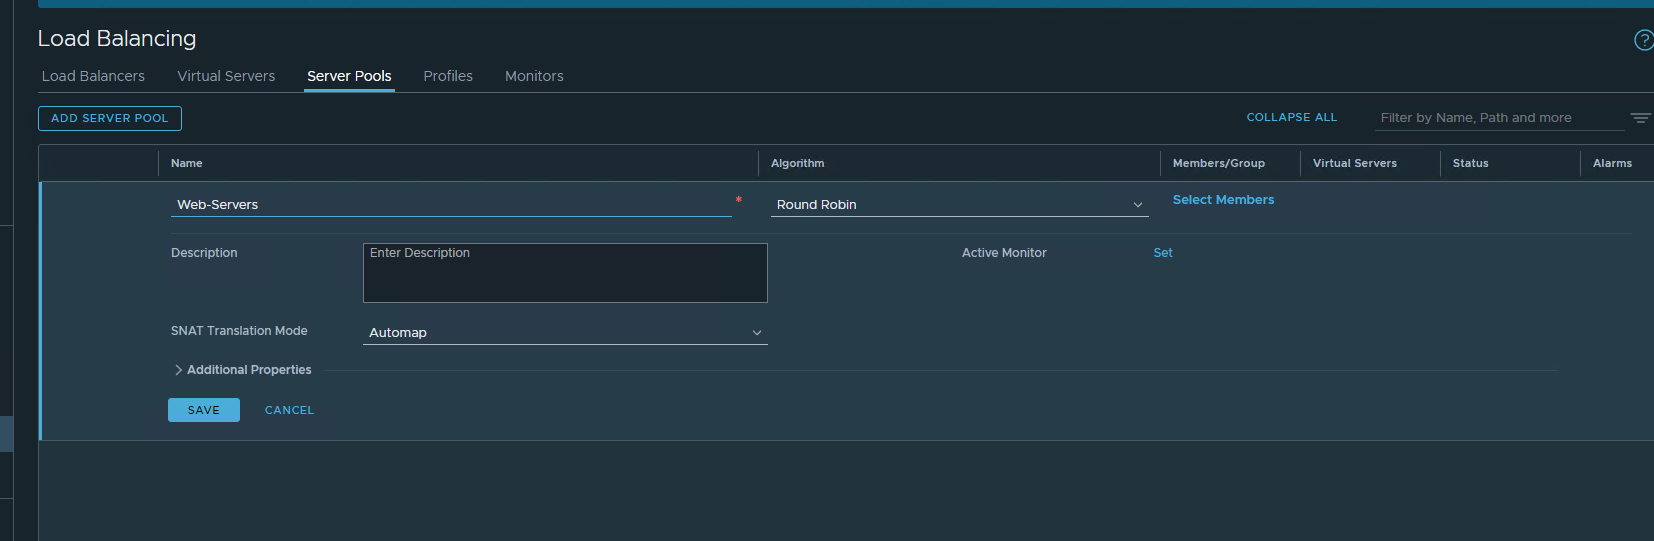 Load Balancing
?
Load Balancers Virtual Servers Server Pools Profiles Monitors
ADD SERVER POOL COLLAPSE ALL Filter by Name, Path and more
Name Algorithm Members/Group Virtual Servers Status Alarms
Web-Servers * Round Robin Select Members
Description Enter Description Active Monitor Set
SNAT Translation Mode Automap
Additional Properties
SAVE CANCEL